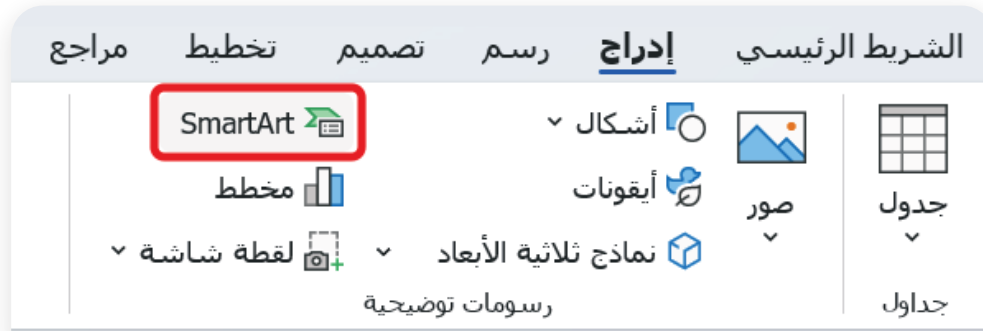 الشريط الرئيسي إدراج رسم تصميم تخطيط مراجع
جدول
جداول
صور
أشكال
أيقونات
نماذج ثلاثية الأبعاد
SmartArt
مخطط
لقطة شاشة
رسومات توضيحية